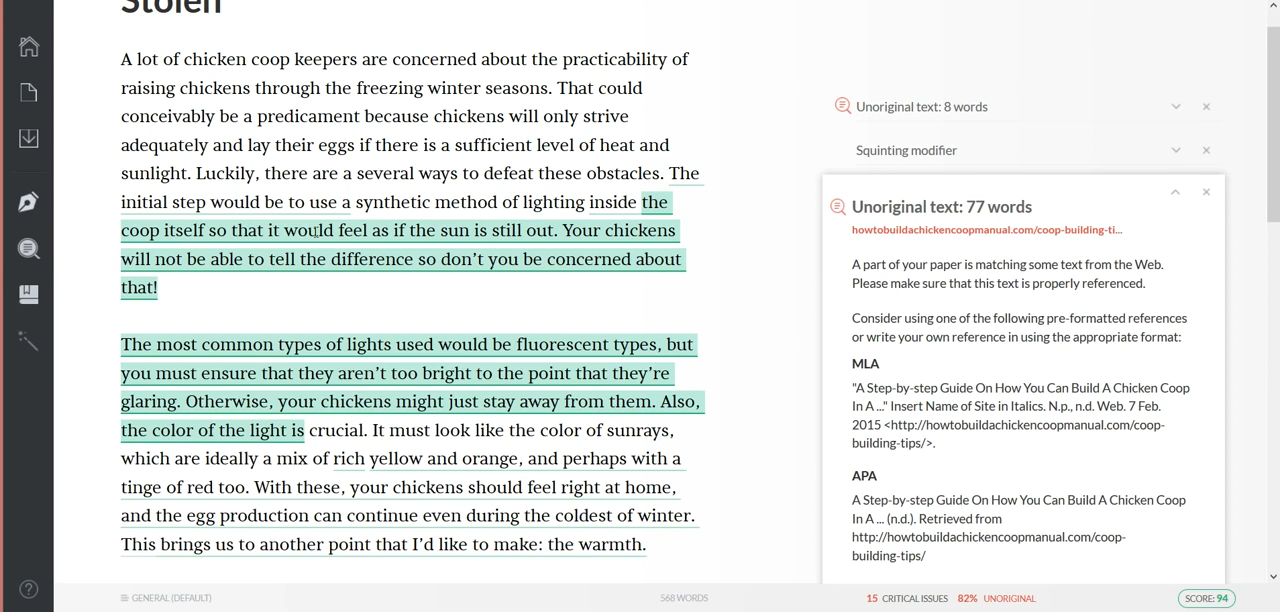 Stolen
A lot of chicken coop keepers are concerned about the practicability of
raising chickens through the freezing winter seasons. That could
conceivably be a predicament because chickens will only strive
adequately and lay their eggs if there is a sufficient level of heat and
sunlight. Luckily, there are a several ways to defeat these obstacles. The
initial step would be to use a synthetic method of lighting inside the
coop itself so that it would feel as if the sun is still out. Your chickens
will not be able to tell the difference so don’t you be concerned about
that!
The most common types of lights used would be fluorescent types, but
you must ensure that they aren’t too bright to the point that they’re
glaring. Otherwise, your chickens might just stay away from them. Also,
the color of the light is crucial. It must look like the color of sunrays,
which are ideally a mix of rich yellow and orange, and perhaps with a
tinge of red too. With these, your chickens should feel right at home,
and the egg production can continue even during the coldest of winter.
This brings us to another point that I’d like to make: the warmth.
Unoriginal text: 8 words
Squinting modifier
Unoriginal text: 77 words
howtobuildachickencoopmanual.com/coop-building-ti...
A part of your paper is matching some text from the Web.
Please make sure that this text is properly referenced.
Consider using one of the following pre-formatted references
or write your own reference in using the appropriate format:
MLA
"A Step-by-step Guide On How You Can Build A Chicken Coop
In A ..." Insert Name of Site in Italics. N.p., n.d. Web. 7 Feb.
2015 <http://howtobuildachickencoopmanual.com/coop-
building-tips/>.
APA
A Step-by-step Guide On How You Can Build A Chicken Coop
In A ... (n.d.). Retrieved from
http://howtobuildachickencoopmanual.com/coop-
building-tips/
GENERAL (DEFAULT) 568 WORDS 15 CRITICAL ISSUES 82% UNORIGINAL SCORE: 94